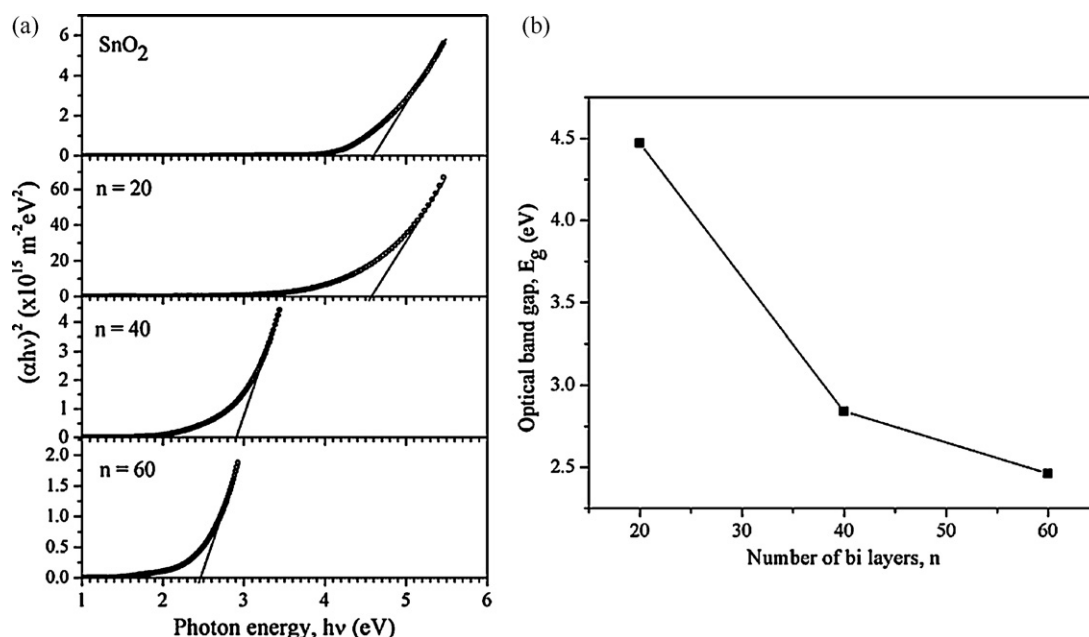 (a)
SnO₂
6
4
2
0
n = 20
60
40
20
0
n = 40
4
3
2
1
0
n = 60
2.0
1.5
1.0
0.5
0.0
1 2 3 4 5 6
Photon energy, hν (eV)
(αhν)² (x10¹⁵ m⁻²eV²)
(b)
4.5
4.0
3.5
3.0
2.5
20 30 40 50 60
Number of bi layers, n
Optical band gap, E_g (eV)